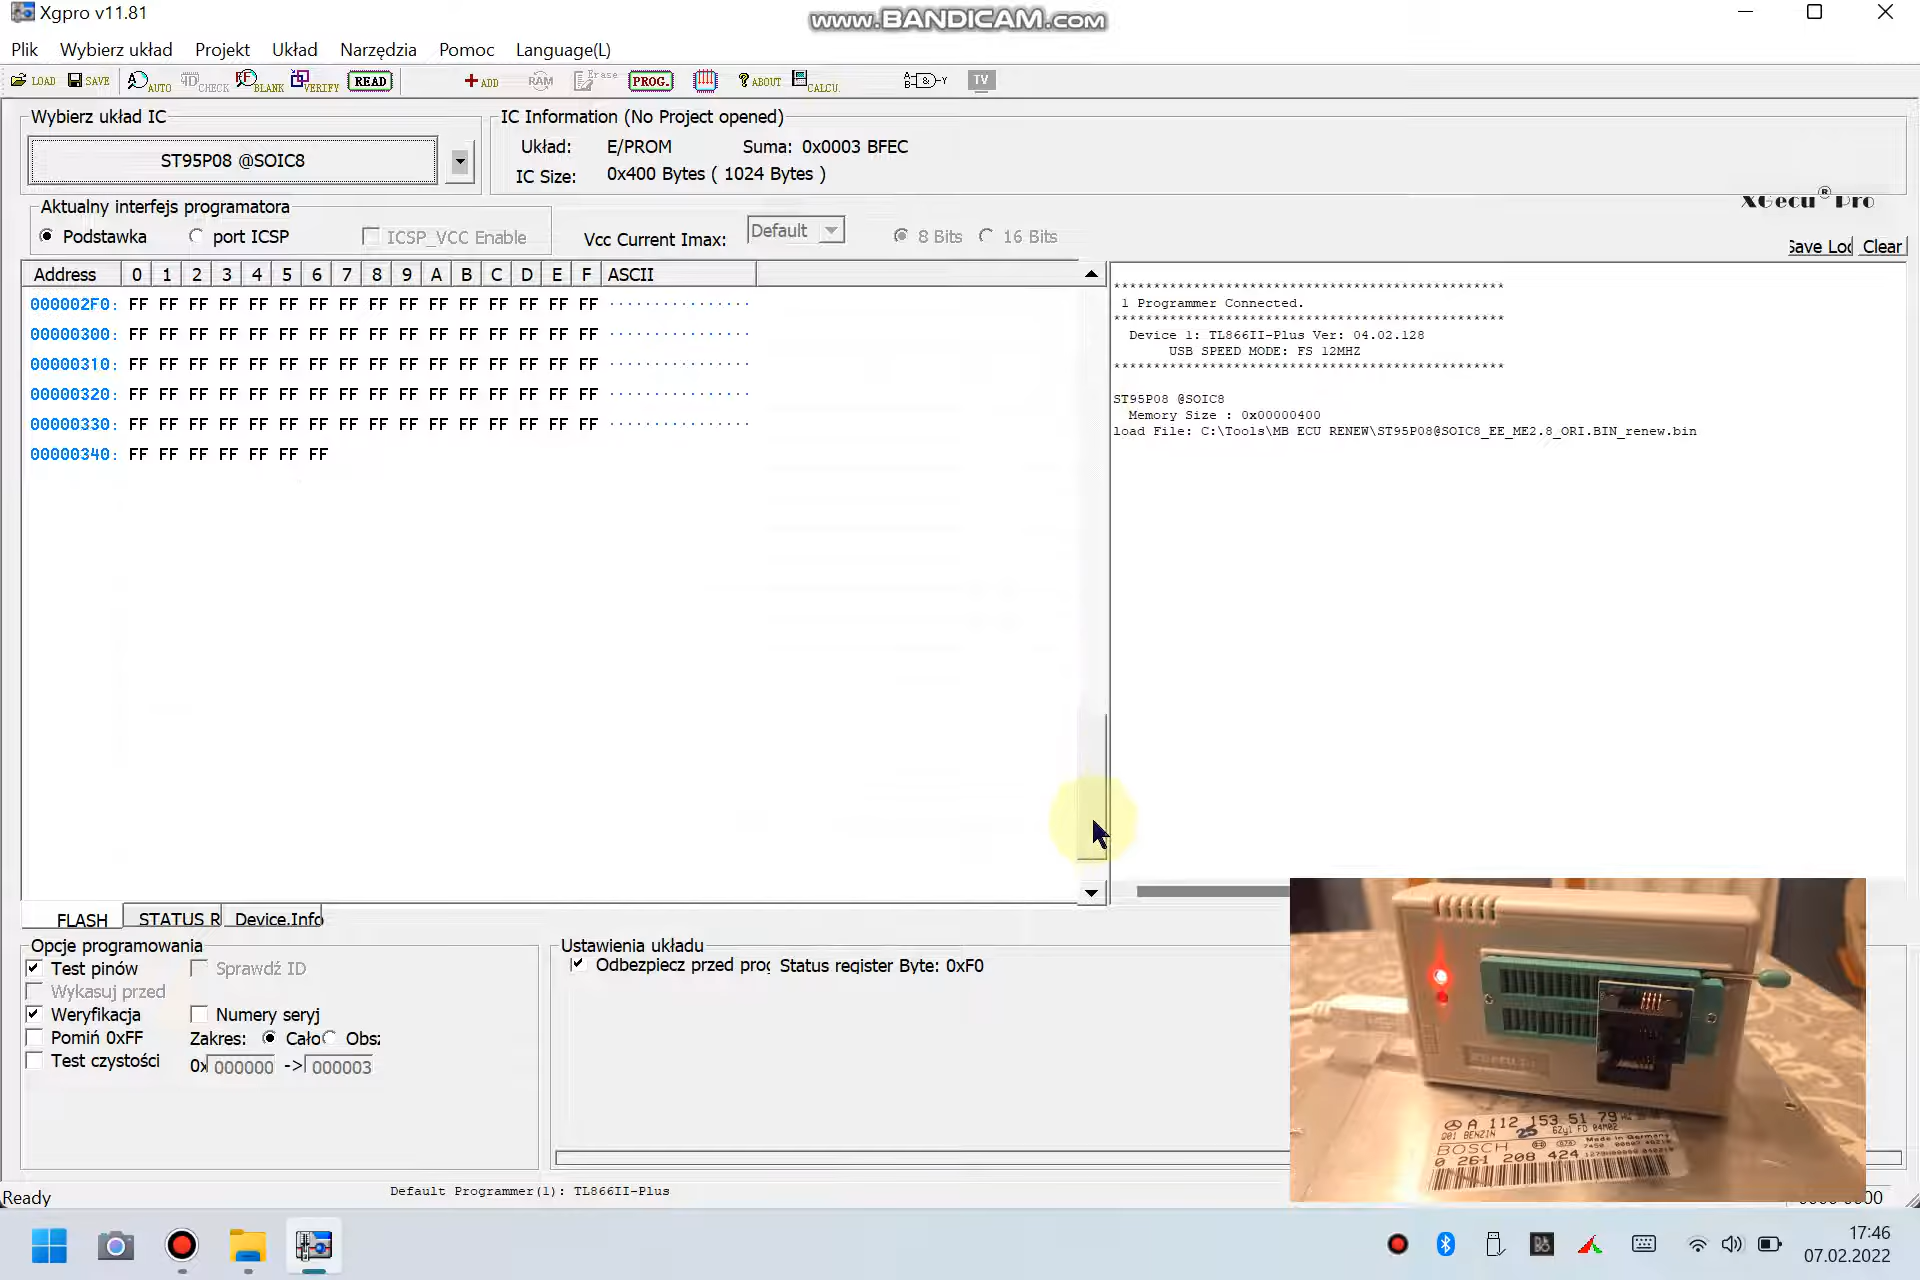 Xgpro v11.81
www.BANDICAM.com
Plik Wybierz układ Projekt Układ Narzędzia Pomoc Language(L)
LOAD SAVE AUTO CHECK BLANK VERIFY READ ADD RAM Erase PROG. ABOUT CALCU. TV
Wybierz układ IC
ST95P08 @SOIC8
IC Information (No Project opened)
Układ: E/PROM Suma: 0x0003 BFEC
IC Size: 0x400 Bytes ( 1024 Bytes )
XGecu® Pro
Aktualny interfejs programatora
Podstawka port ICSP ICSP_VCC Enable Vcc Current Imax: Default 8 Bits 16 Bits
Save Log Clear
Address 0 1 2 3 4 5 6 7 8 9 A B C D E F ASCII
000002F0: FF FF FF FF FF FF FF FF FF FF FF FF FF FF FF FF ················
00000300: FF FF FF FF FF FF FF FF FF FF FF FF FF FF FF FF ················
00000310: FF FF FF FF FF FF FF FF FF FF FF FF FF FF FF FF ················
00000320: FF FF FF FF FF FF FF FF FF FF FF FF FF FF FF FF ················
00000330: FF FF FF FF FF FF FF FF FF FF FF FF FF FF FF FF ················
00000340: FF FF FF FF FF FF FF
************************************************
1 Programmer Connected.
************************************************
Device 1: TL866II-Plus Ver: 04.02.128
USB SPEED MODE: FS 12MHZ
************************************************
ST95P08 @SOIC8
Memory Size : 0x00000400
load File: C:\Tools\MB ECU RENEW\ST95P08@SOIC8_EE_ME2.8_ORI.BIN_renew.bin
FLASH STATUS R Device.Info
Opcje programowania
Test pinów Sprawdź ID
Wykasuj przed
Weryfikacja Numery seryj
Pomiń 0xFF Zakres: Cało Obsz
Test czystości 0x 000000 -> 000003
Ustawienia układu
Odbezpiecz przed prog Status register Byte: 0xF0
A 112 153 51 79
Q01 BENZIN 25
BOSCH Made in Germany
0 261 208 424
Ready
Default Programmer(1): TL866II-Plus
17:46
07.02.2022